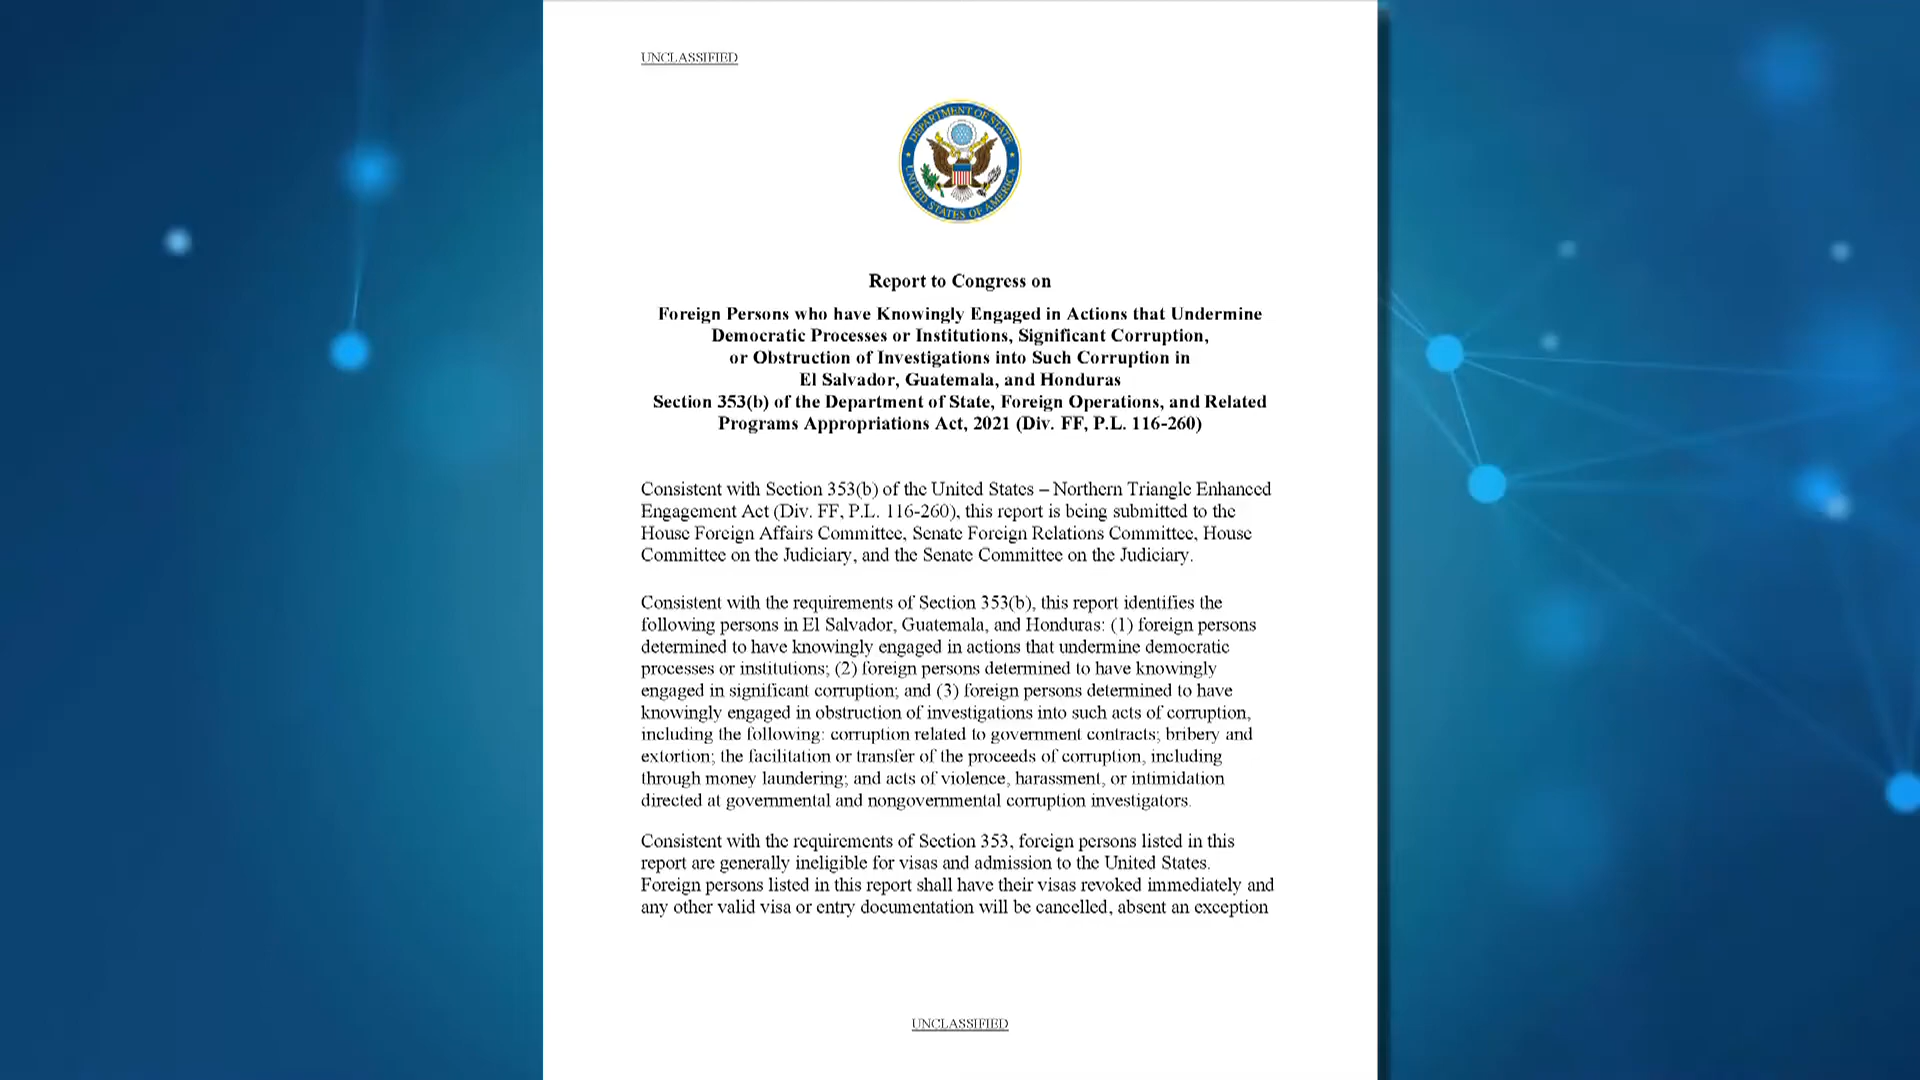 UNCLASSIFIED
DEPARTMENT OF STATE
UNITED STATES OF AMERICA
Report to Congress on
Foreign Persons who have Knowingly Engaged in Actions that Undermine
Democratic Processes or Institutions, Significant Corruption,
or Obstruction of Investigations into Such Corruption in
El Salvador, Guatemala, and Honduras
Section 353(b) of the Department of State, Foreign Operations, and Related
Programs Appropriations Act, 2021 (Div. FF, P.L. 116-260)
Consistent with Section 353(b) of the United States – Northern Triangle Enhanced
Engagement Act (Div. FF, P.L. 116-260), this report is being submitted to the
House Foreign Affairs Committee, Senate Foreign Relations Committee, House
Committee on the Judiciary, and the Senate Committee on the Judiciary.
Consistent with the requirements of Section 353(b), this report identifies the
following persons in El Salvador, Guatemala, and Honduras: (1) foreign persons
determined to have knowingly engaged in actions that undermine democratic
processes or institutions; (2) foreign persons determined to have knowingly
engaged in significant corruption; and (3) foreign persons determined to have
knowingly engaged in obstruction of investigations into such acts of corruption,
including the following: corruption related to government contracts; bribery and
extortion; the facilitation or transfer of the proceeds of corruption, including
through money laundering; and acts of violence, harassment, or intimidation
directed at governmental and nongovernmental corruption investigators.
Consistent with the requirements of Section 353, foreign persons listed in this
report are generally ineligible for visas and admission to the United States.
Foreign persons listed in this report shall have their visas revoked immediately and
any other valid visa or entry documentation will be cancelled, absent an exception
UNCLASSIFIED